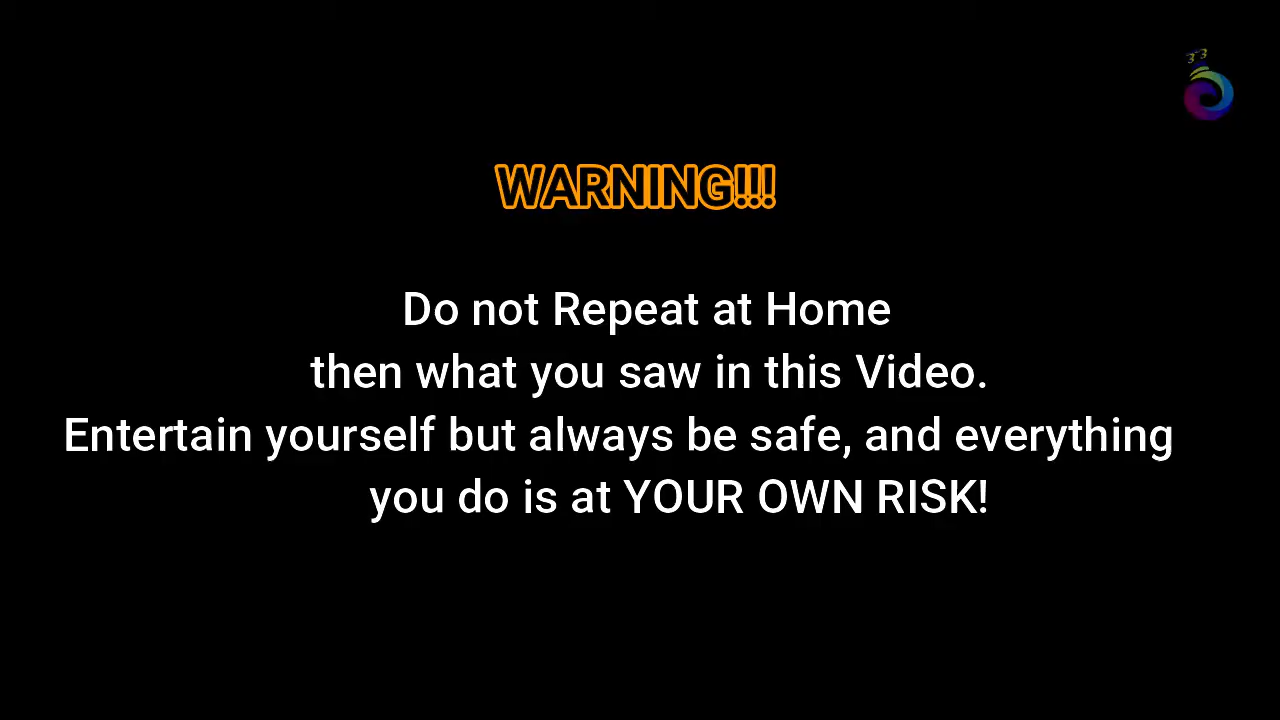 WARNING!!!
Do not Repeat at Home
then what you saw in this Video.
Entertain yourself but always be safe, and everything
you do is at YOUR OWN RISK!